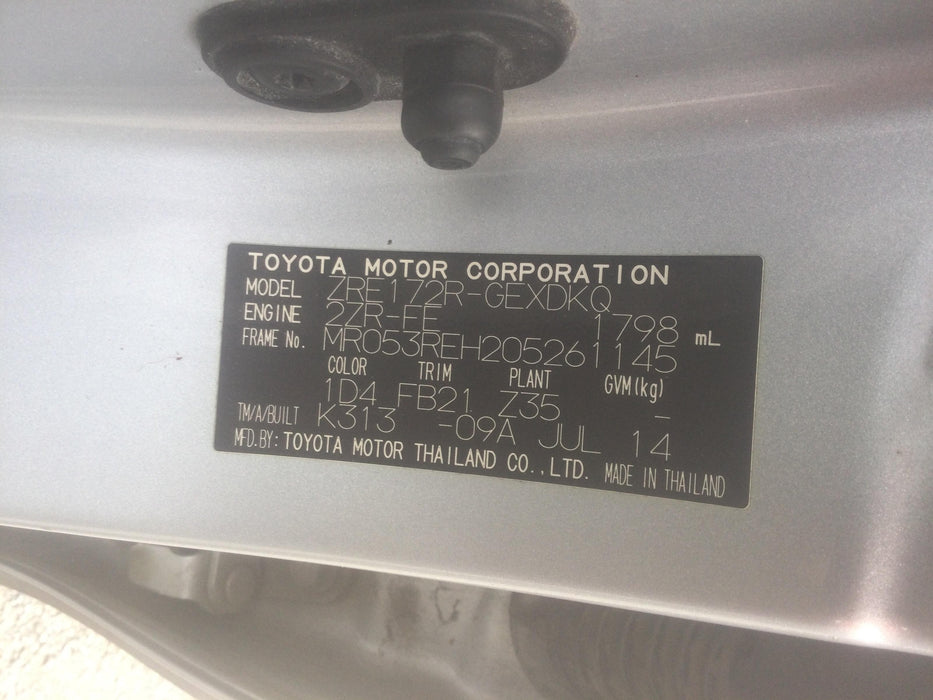 TOYOTA MOTOR CORPORATION
MODEL ZRE172R-GEXDKQ
ENGINE 2ZR-FE 1798 mL
FRAME No. MR053REH205261145
COLOR TRIM PLANT GVM(kg)
1D4 FB21 Z35 -
TM/A/BUILT K313 -09A JUL 14
MFD.BY: TOYOTA MOTOR THAILAND CO.,LTD. MADE IN THAILAND